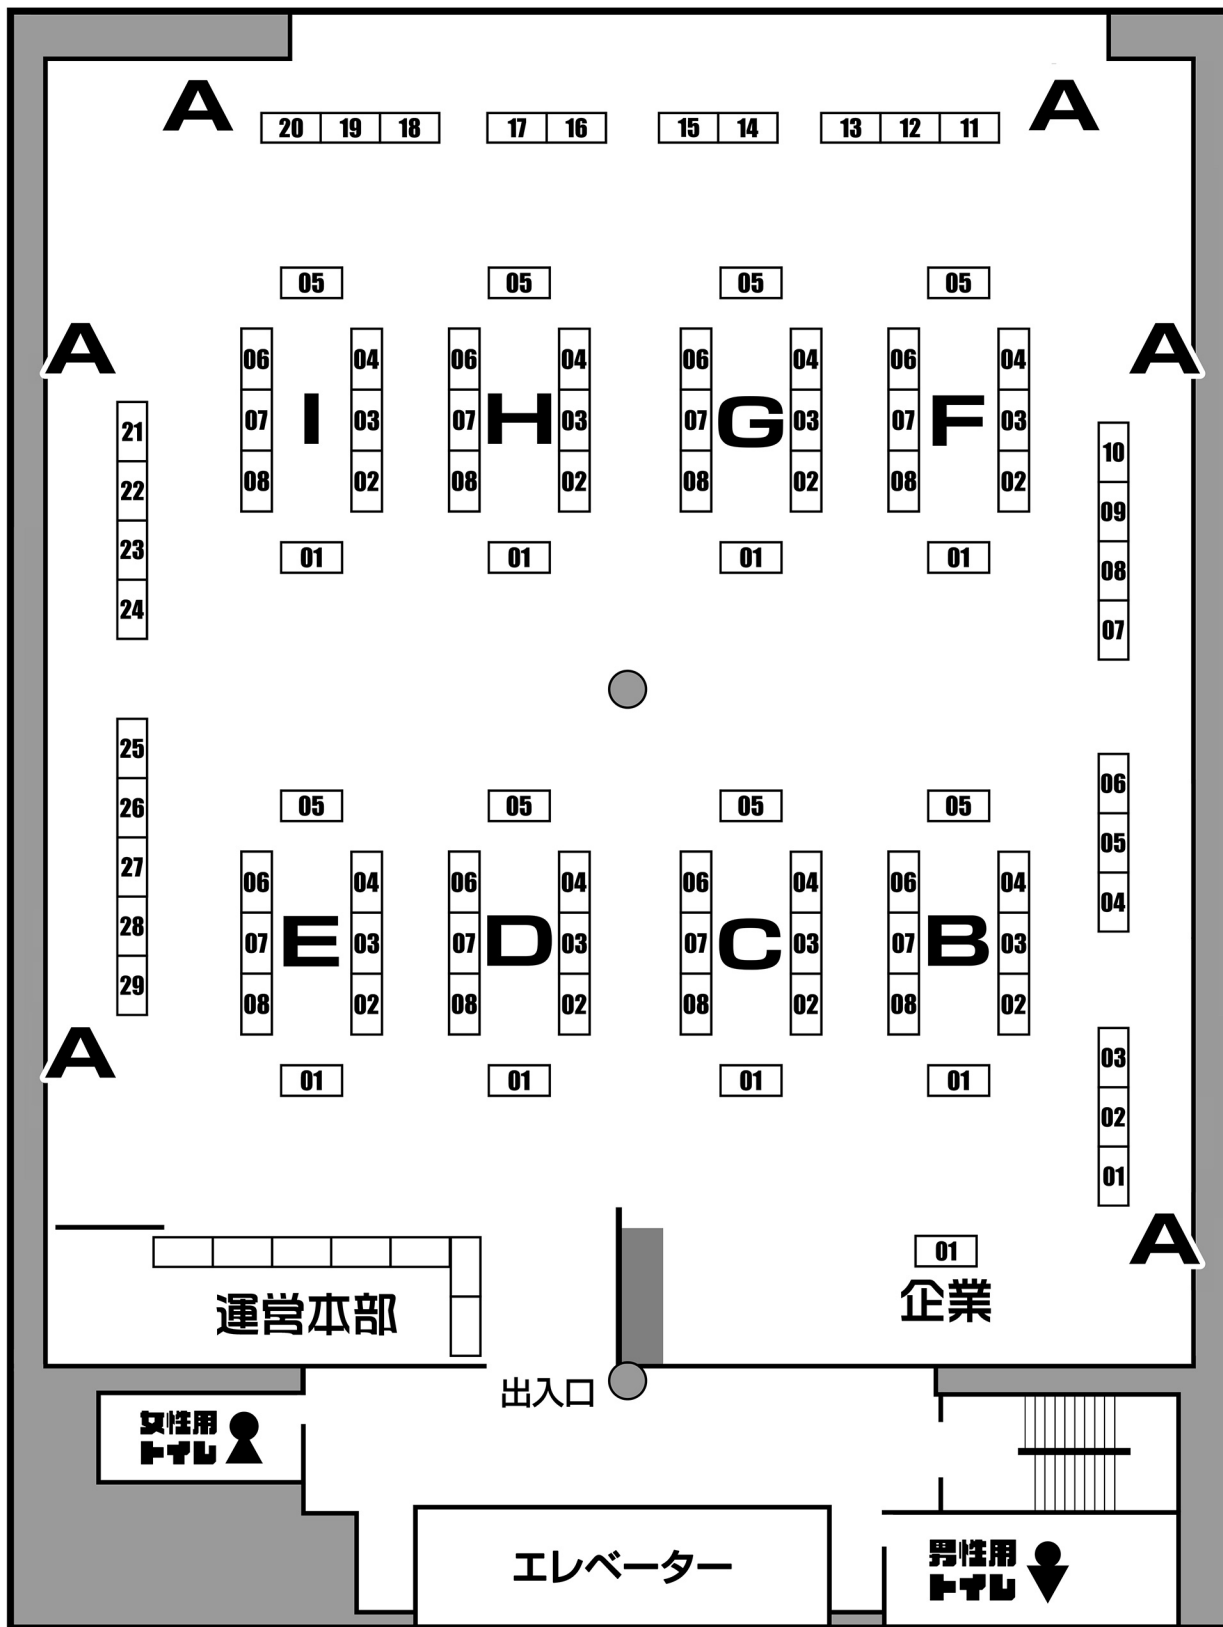 A
A
20 19 18 17 16 15 14 13 12 11
05 05 05 05
A
A
06 04 06 04 06 04 06 04
07 I 03 07 H 03 07 G 03 07 F 03
08 02 08 02 08 02 08 02
01 01 01 01
21
22
23
24
10
09
08
07
25
26
27
28
29
06
05
04
05 05 05 05
06 04 06 04 06 04 06 04
07 E 03 07 D 03 07 C 03 07 B 03
08 02 08 02 08 02 08 02
01 01 01 01
A
03
02
01
A
01
企業
運営本部
出入口
女性用
トイレ
エレベーター
男性用
トイレ